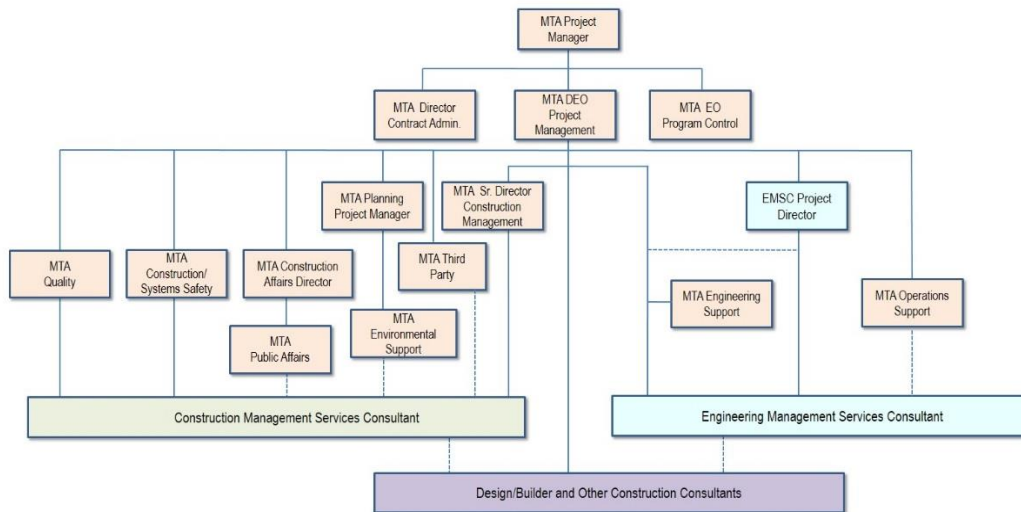 MTA Project
Manager
MTA Director
Contract Admin.
MTA DEO
Project
Management
MTA EO
Program Control
MTA Planning
Project Manager
MTA Sr. Director
Construction
Management
EMSC Project
Director
MTA
Quality
MTA
Construction/
Systems Safety
MTA Construction
Affairs Director
MTA Third
Party
MTA Engineering
Support
MTA Operations
Support
MTA
Public Affairs
MTA
Environmental
Support
Construction Management Services Consultant
Engineering Management Services Consultant
Design/Builder and Other Construction Consultants